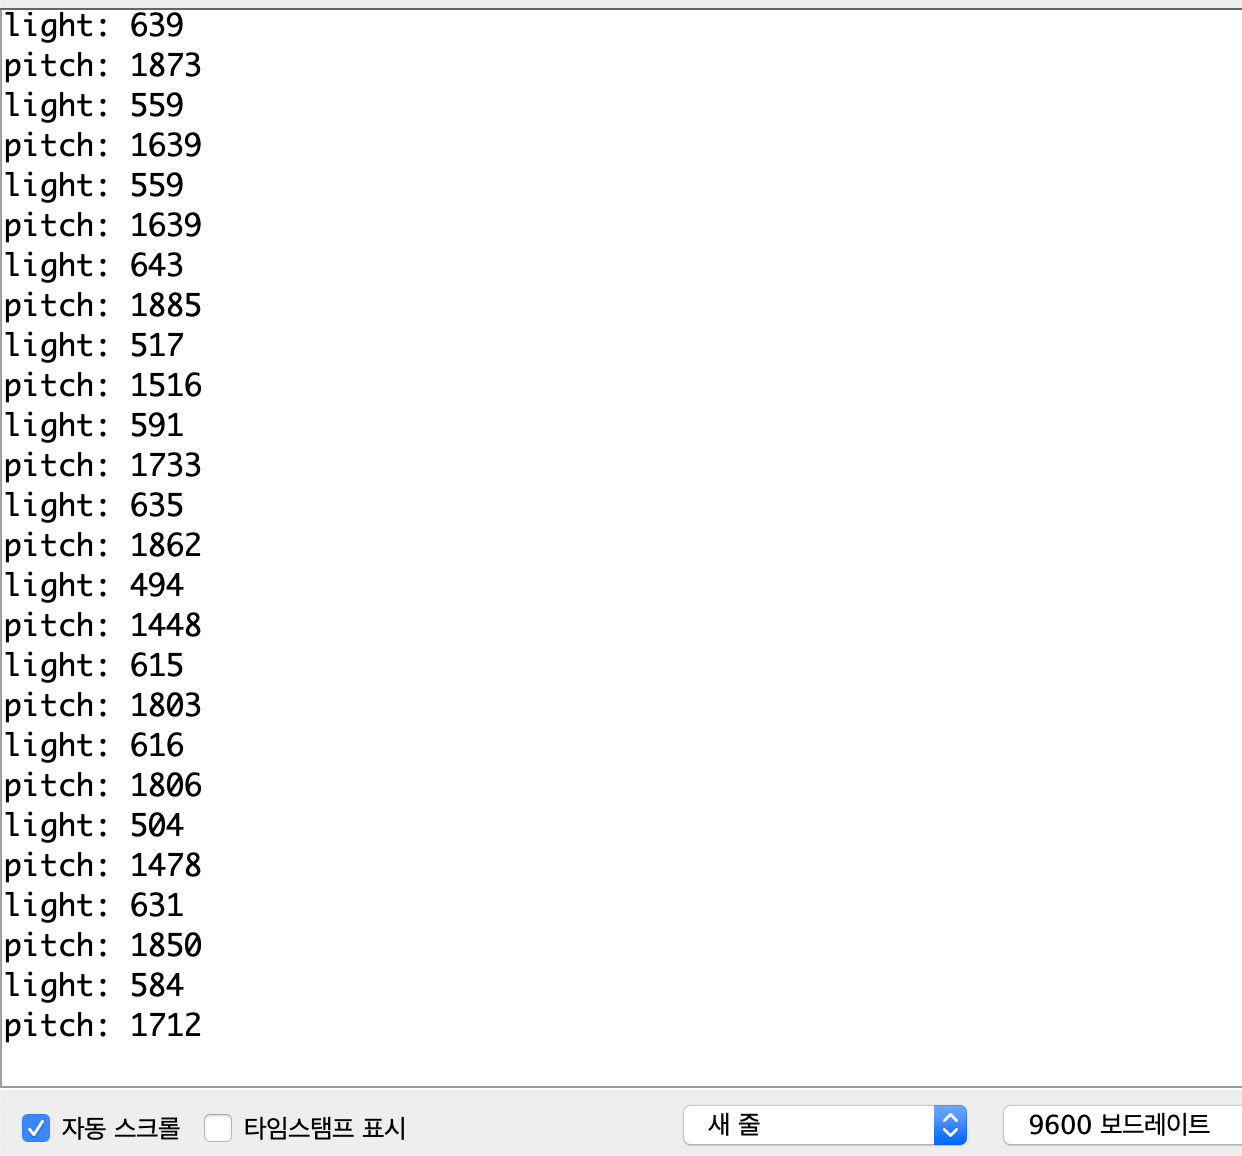 light: 639
pitch: 1873
light: 559
pitch: 1639
light: 559
pitch: 1639
light: 643
pitch: 1885
light: 517
pitch: 1516
light: 591
pitch: 1733
light: 635
pitch: 1862
light: 494
pitch: 1448
light: 615
pitch: 1803
light: 616
pitch: 1806
light: 504
pitch: 1478
light: 631
pitch: 1850
light: 584
pitch: 1712
자동 스크롤 타임스탬프 표시 새 줄 9600 보드레이트